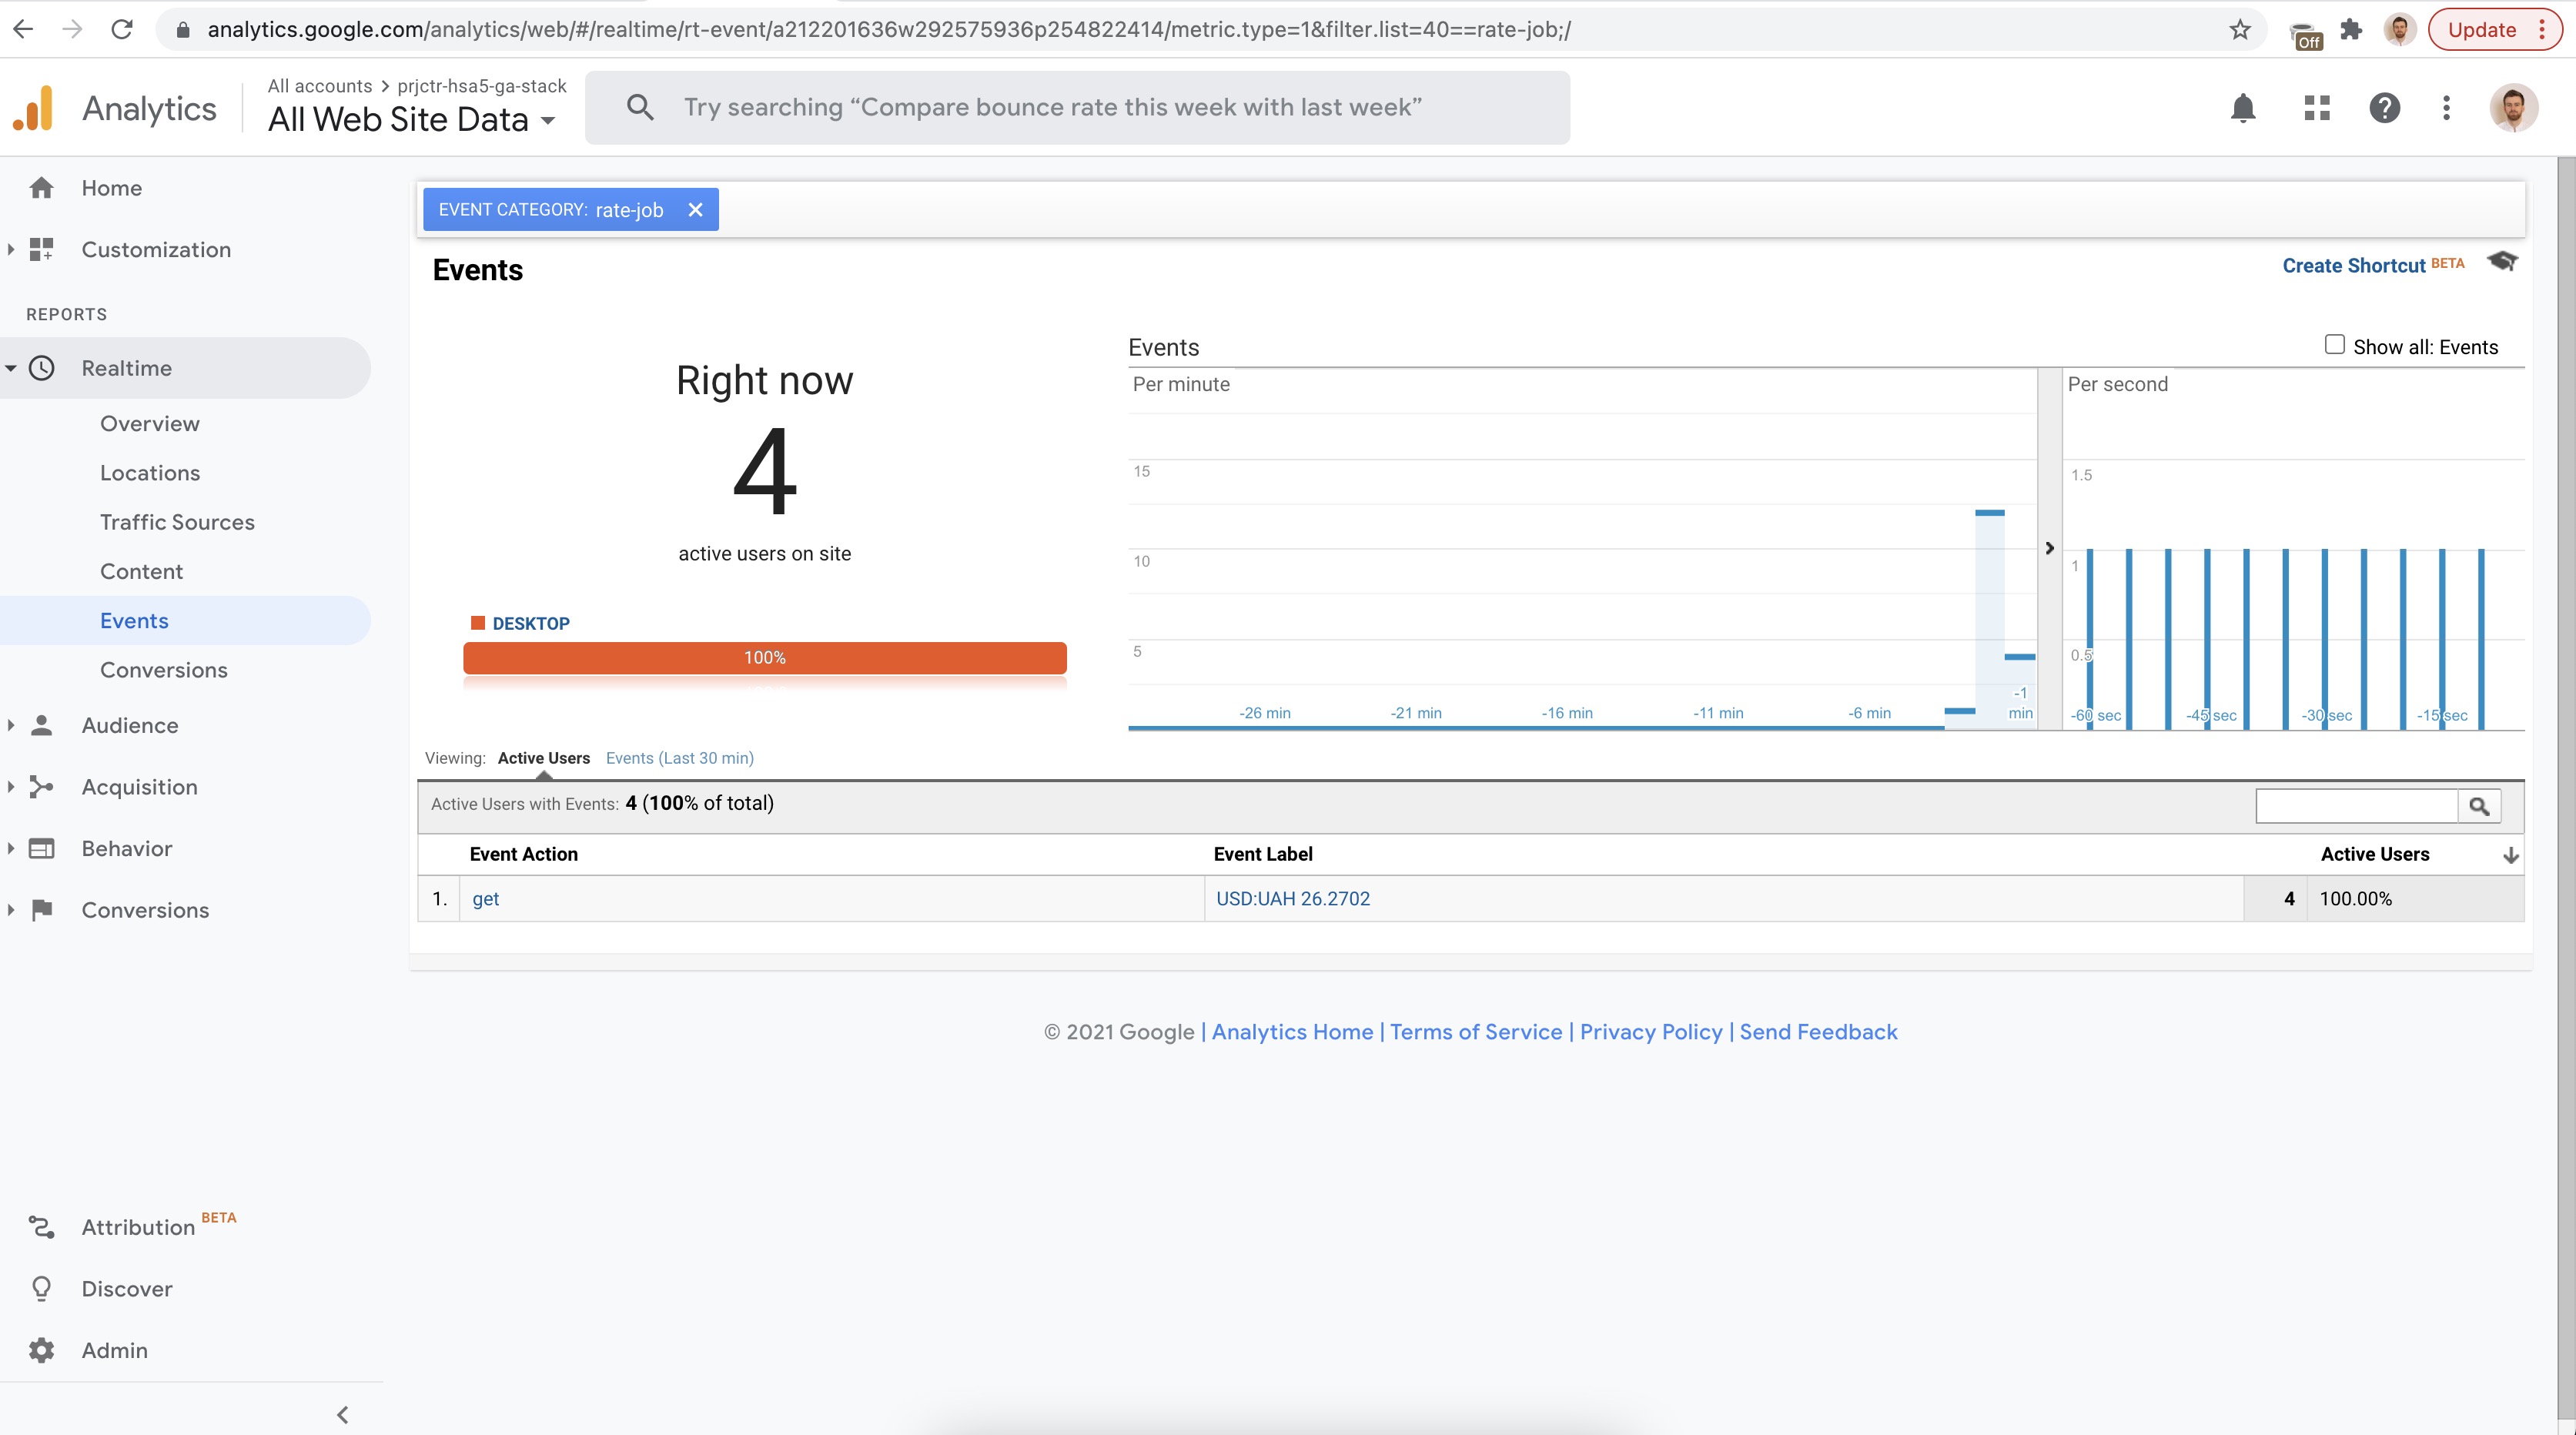 analytics.google.com/analytics/web/#/realtime/rt-event/a212201636w292575936p254822414/metric.type=1&filter.list=40==rate-job;/
Off
Update
Analytics
All accounts > prjctr-hsa5-ga-stack
All Web Site Data
Try searching “Compare bounce rate this week with last week”
Home
Customization
REPORTS
Realtime
Overview
Locations
Traffic Sources
Content
Events
Conversions
Audience
Acquisition
Behavior
Conversions
Attribution BETA
Discover
Admin
EVENT CATEGORY: rate-job
Events
Create Shortcut BETA
Right now
4
active users on site
DESKTOP
100%
Events
Show all: Events
Per minute
15
10
5
-26 min
-21 min
-16 min
-11 min
-6 min
-1
min
Per second
1.5
1
0.5
-60 sec
-45 sec
-30 sec
-15 sec
Viewing: Active Users Events (Last 30 min)
Active Users with Events: 4 (100% of total)
Event Action Event Label Active Users
1. get USD:UAH 26.2702 4 100.00%
© 2021 Google | Analytics Home | Terms of Service | Privacy Policy | Send Feedback